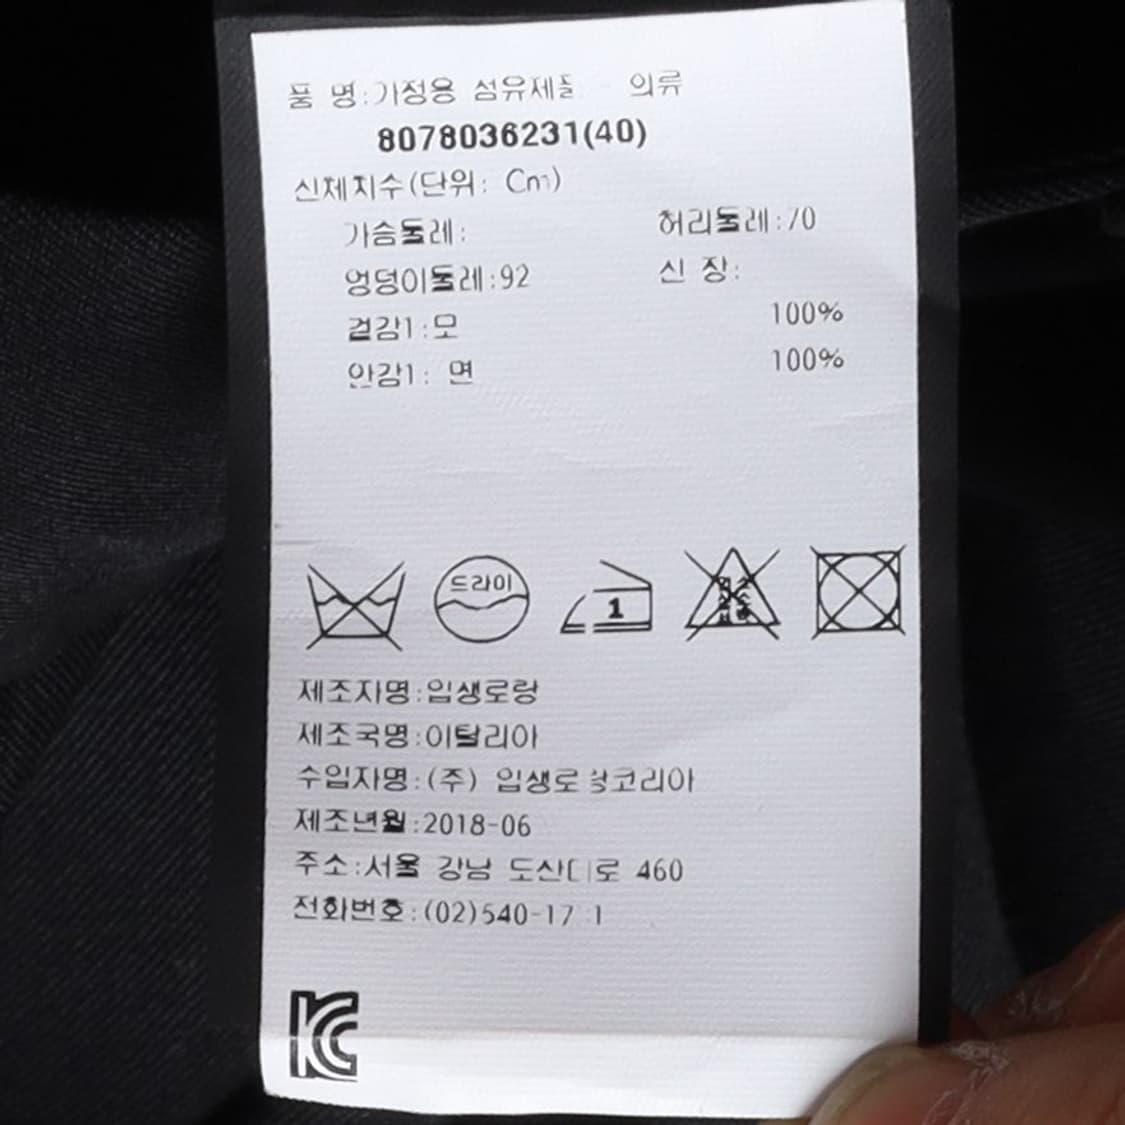 품 명:가정용 섬유제품 - 의류
8078036231(40)
신체치수(단위: Cm)
가슴둘레: 허리둘레:70
엉덩이둘레:92 신 장:
겉감1:모 100%
안감1: 면 100%
드라이
1
제조자명:입생로랑
제조국명:이탈리아
수입자명:(주) 입생로랑코리아
제조년월:2018-06
주소:서울 강남 도산대로 460
전화번호:
KC